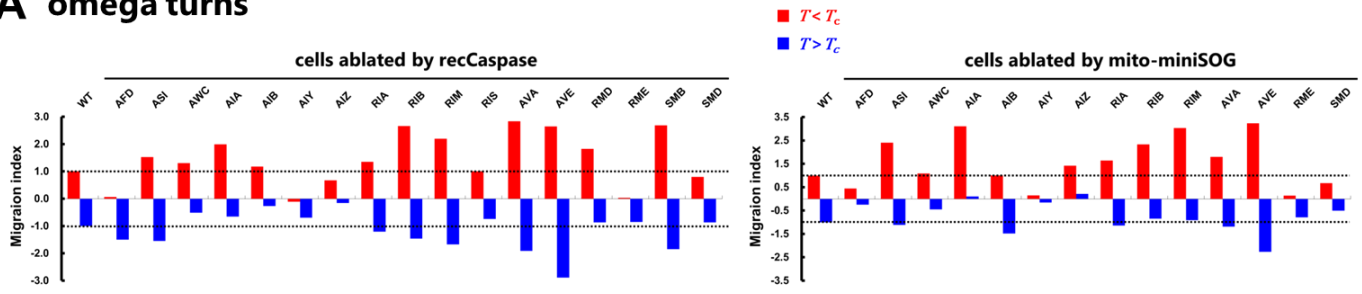 A omega turns
T < Tc
T > Tc
cells ablated by recCaspase
WT AFD ASI AWC AIA AIB AIY AIZ RIA RIB RIM RIS AVA AVE RMD RME SMB SMD
Migraion index
3.0
2.0
1.0
0.0
-1.0
-2.0
-3.0
cells ablated by mito-miniSOG
WT AFD ASI AWC AIA AIB AIY AIZ RIA RIB RIM AVA AVE RME SMD
Migraion index
3.5
2.5
1.5
0.5
-0.5
-1.5
-2.5
-3.5